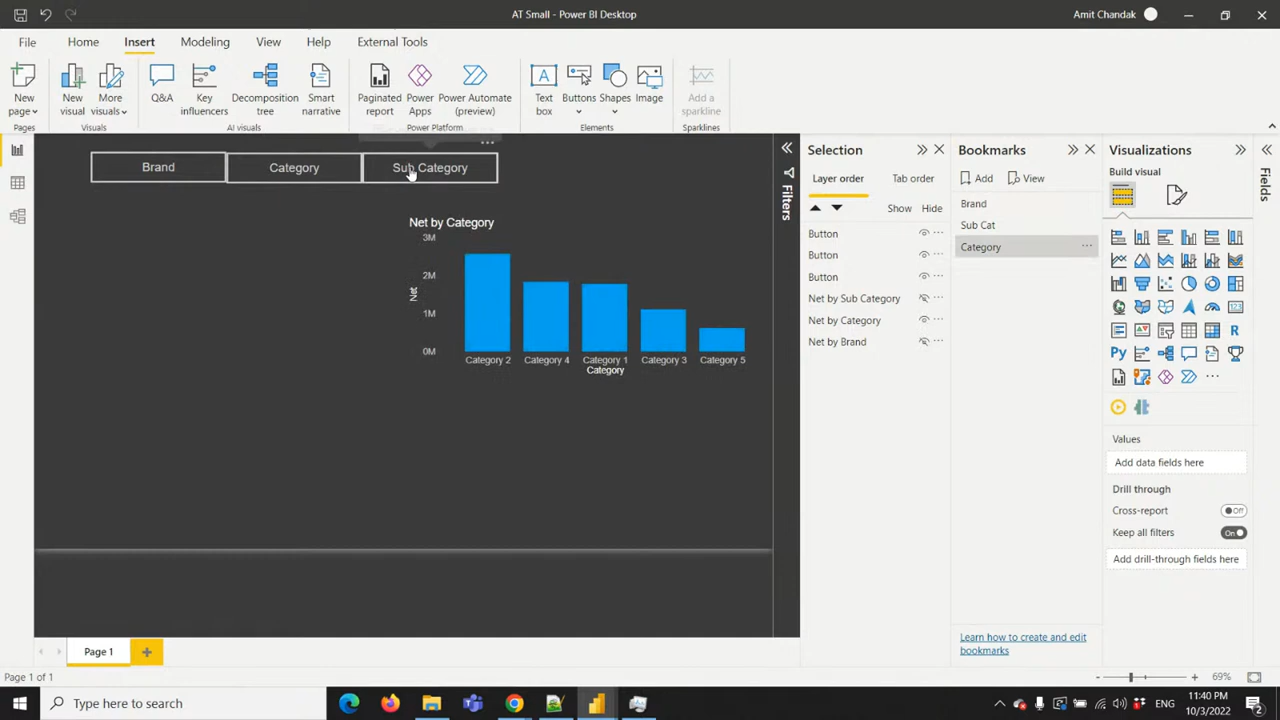 AT Small - Power BI Desktop
Amit Chandak
File Home Insert Modeling View Help External Tools
New page
New visual
More visuals
Q&A
Key influencers
Decomposition tree
Smart narrative
Paginated report
Power Apps
Power Automate (preview)
Text box
Buttons
Shapes
Image
Add a sparkline
Pages
Visuals
AI visuals
Power Platform
Elements
Sparklines
Brand
Category
Sub Category
Net by Category
3M
2M
1M
0M
Net
Category 2
Category 4
Category 1
Category 3
Category 5
Category
Filters
Selection
Layer order
Tab order
Show
Hide
Button
Button
Button
Net by Sub Category
Net by Category
Net by Brand
Bookmarks
Add
View
Brand
Sub Cat
Category
Learn how to create and edit
bookmarks
Visualizations
Build visual
R
Py
123
Values
Add data fields here
Drill through
Cross-report
Off
Keep all filters
On
Add drill-through fields here
Fields
Page 1
Page 1 of 1
69%
Type here to search
ENG
11:40 PM
10/3/2022
2